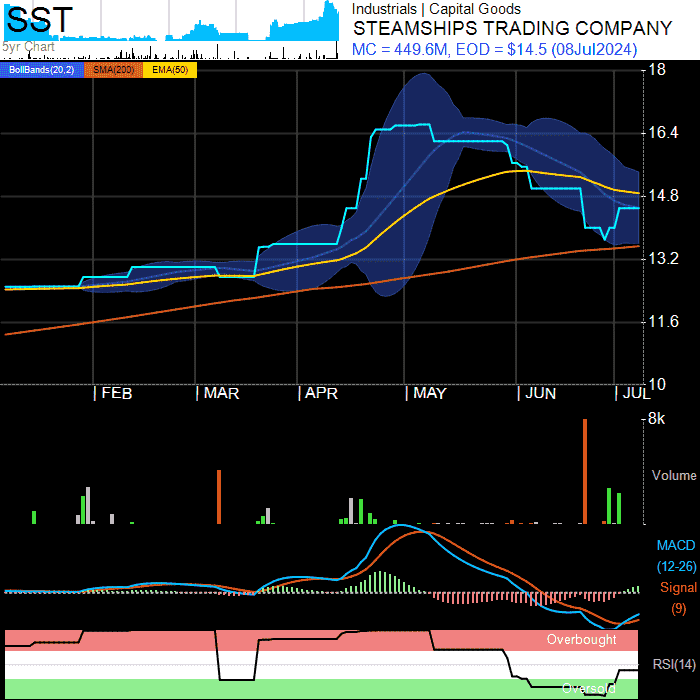 SST
5yr Chart
Industrials | Capital Goods
STEAMSHIPS TRADING COMPANY
MC = 449.6M, EOD = $14.5 (08Jul2024)
BollBands(20,2) SMA(200) EMA(50)
18
16.4
14.8
13.2
11.6
10
| FEB | MAR | APR | MAY | JUN | JUL
8k
Volume
MACD
(12-26)
Signal
(9)
Overbought
RSI(14)
Oversold